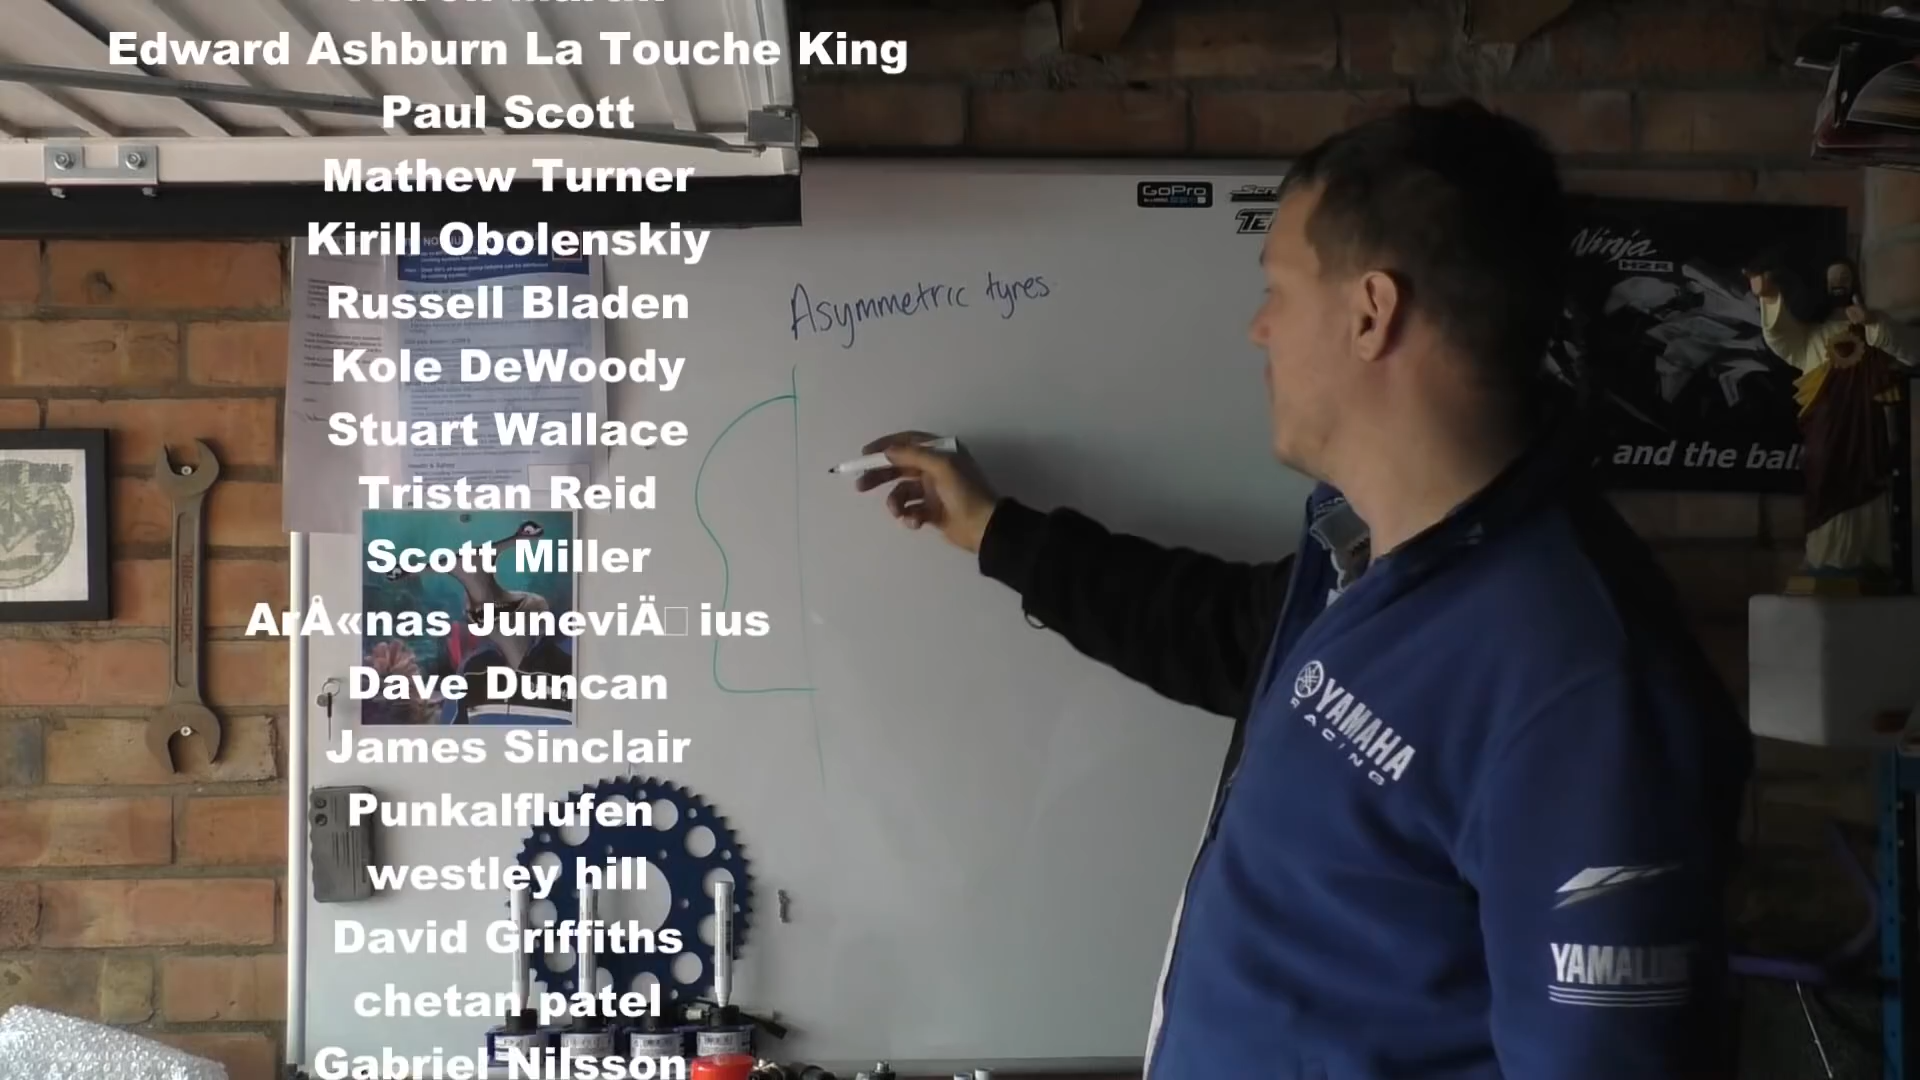 Edward Ashburn La Touche King
Paul Scott
Mathew Turner
Kirill Obolenskiy
Russell Bladen
Kole DeWoody
Stuart Wallace
Tristan Reid
Scott Miller
ArÅ«nas JuneviÄ□ius
Dave Duncan
James Sinclair
Punkalflufen
westley hill
David Griffiths
chetan patel
Gabriel Nilsson
GoPro
Asymmetric tyres
Ninja
H2R
and the ball
YAMAHA
RACING